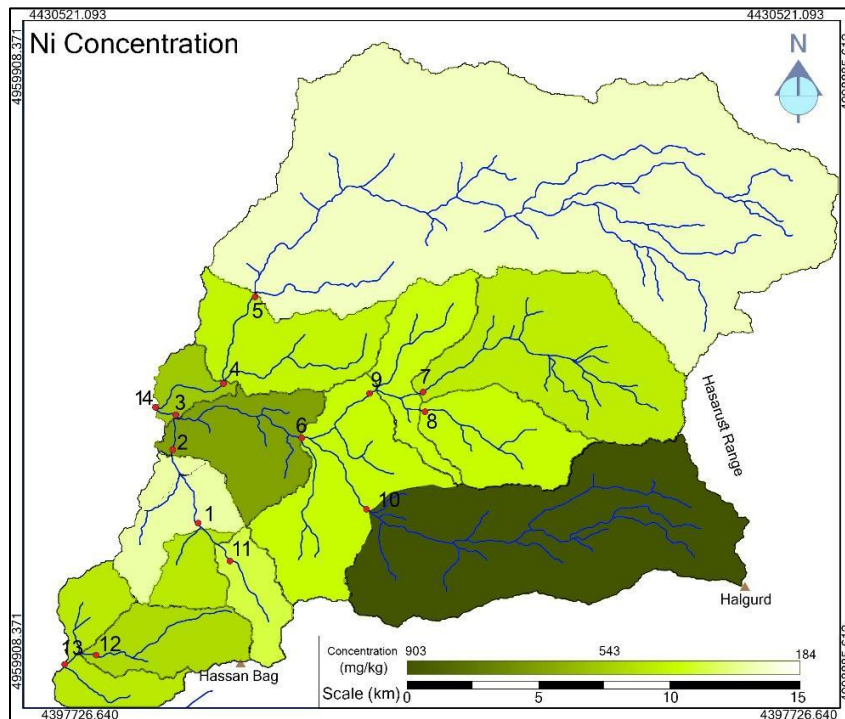 4430521.093 4430521.093
Ni Concentration
N
4959908.371
5
4
14 3
9 7
8
6
2
10
1
11
13 12
Hasarust Range
Halgurd
Hassan Bag
4959908.371
Concentration 903 543 184
(mg/kg)
Scale (km) 0 5 10 15
4397726.640 4397726.640